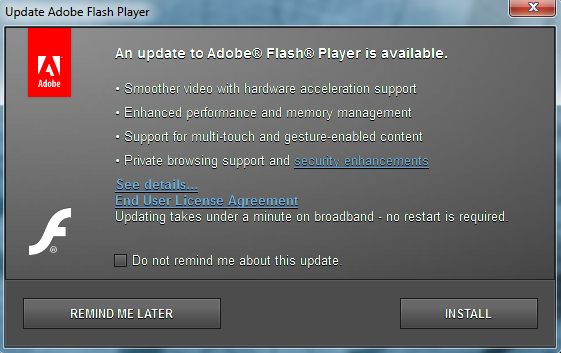 Update Adobe Flash Player
x
Adobe
An update to Adobe® Flash® Player is available.
• Smoother video with hardware acceleration support
• Enhanced performance and memory management
• Support for multi-touch and gesture-enabled content
• Private browsing support and security enhancements
See details...
End User License Agreement
Updating takes under a minute on broadband - no restart is required.
®
Do not remind me about this update.
REMIND ME LATER
INSTALL